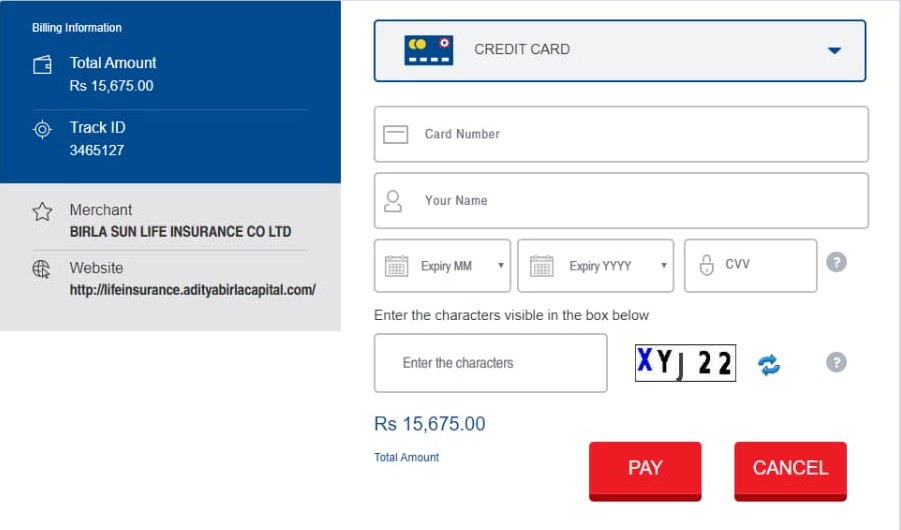 Billing Information
Total Amount
Rs 15,675.00
Track ID
3465127
Merchant
BIRLA SUN LIFE INSURANCE CO LTD
Website
http://lifeinsurance.adityabirlacapital.com/
CREDIT CARD
Card Number
Your Name
Expiry MM Expiry YYYY CVV ?
Enter the characters visible in the box below
Enter the characters XYJ 22 ?
Rs 15,675.00
Total Amount
PAY CANCEL